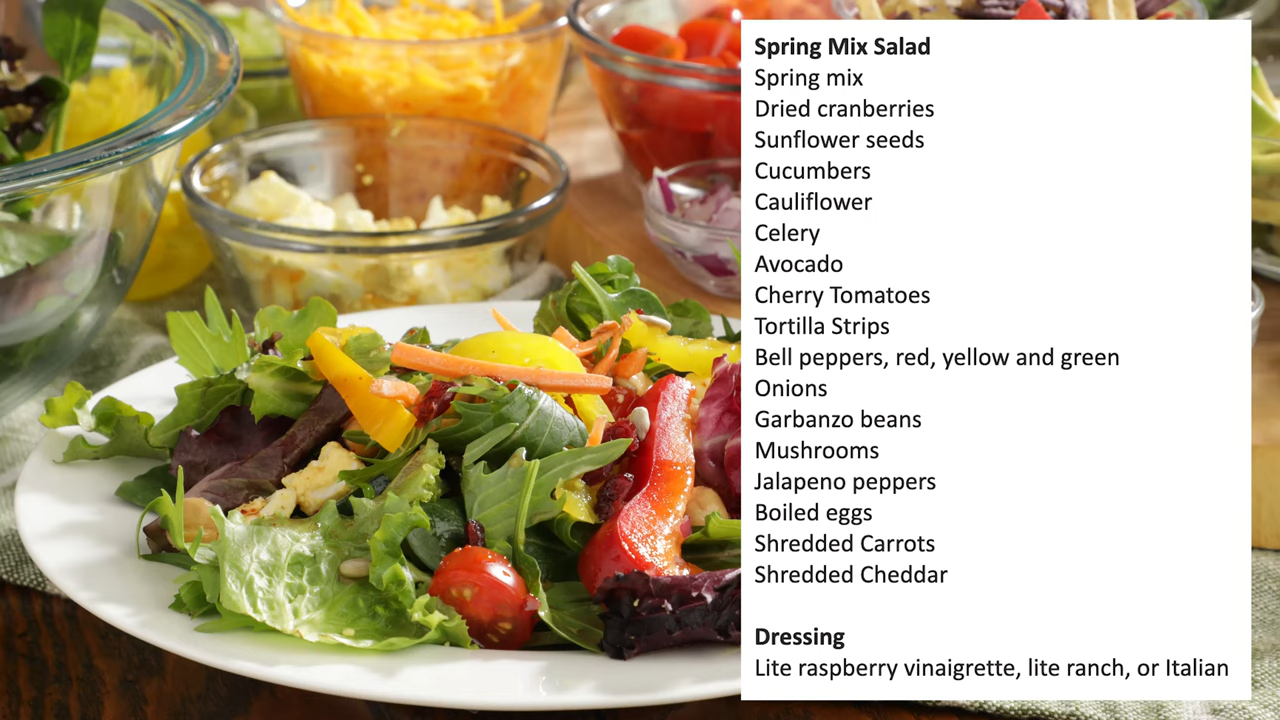 Spring Mix Salad
Spring mix
Dried cranberries
Sunflower seeds
Cucumbers
Cauliflower
Celery
Avocado
Cherry Tomatoes
Tortilla Strips
Bell peppers, red, yellow and green
Onions
Garbanzo beans
Mushrooms
Jalapeno peppers
Boiled eggs
Shredded Carrots
Shredded Cheddar
Dressing
Lite raspberry vinaigrette, lite ranch, or Italian